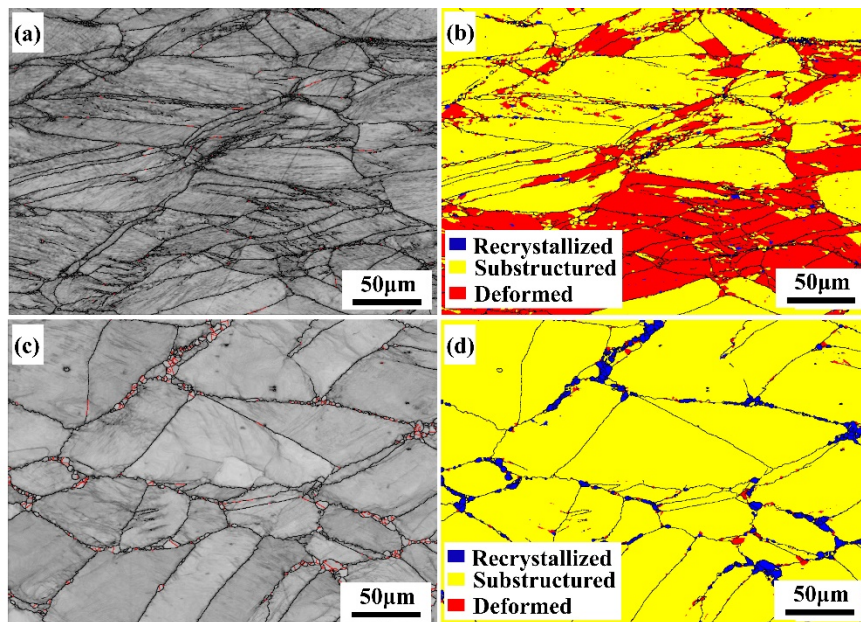 (a)
50μm
(b)
Recrystallized
Substructured
Deformed
50μm
(c)
50μm
(d)
Recrystallized
Substructured
Deformed
50μm